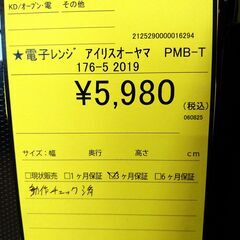 KD/オープン・電 その他
2125290000016294
★電子レンジ アイリスオーヤマ PMB-T
176-5 2019
¥5,980
(税込)
060825
サイズ:幅 奥行 高さ cm
□現状販売 □1ヶ月保証 ☑3ヶ月保証 □6ヶ月保証
動作チェック済